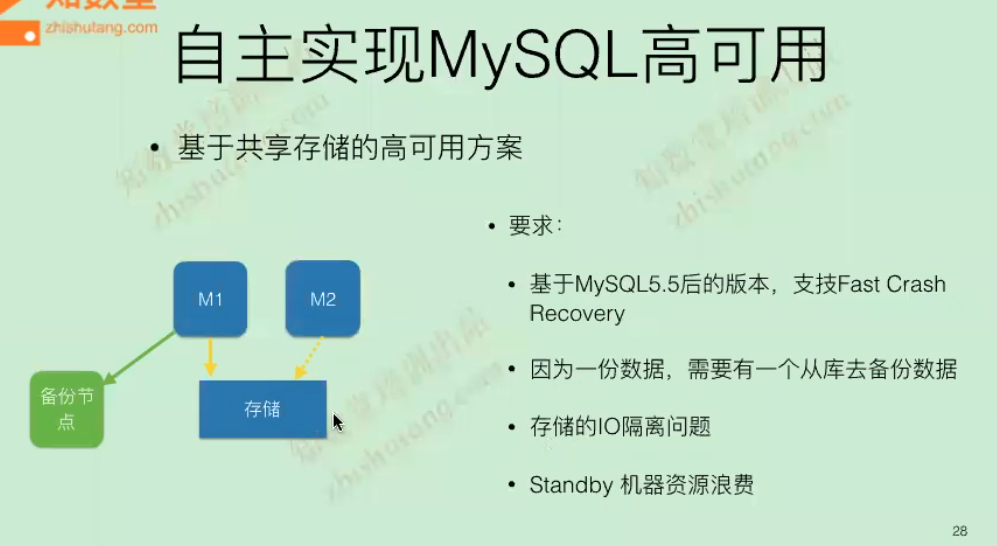 知数堂
zhishutang.com
自主实现MySQL高可用
• 基于共享存储的高可用方案
• 要求：
• 基于MySQL5.5后的版本，支技Fast Crash
Recovery
• 因为一份数据，需要有一个从库去备份数据
• 存储的IO隔离问题
• Standby 机器资源浪费
M1
M2
备份节
点
存储
28